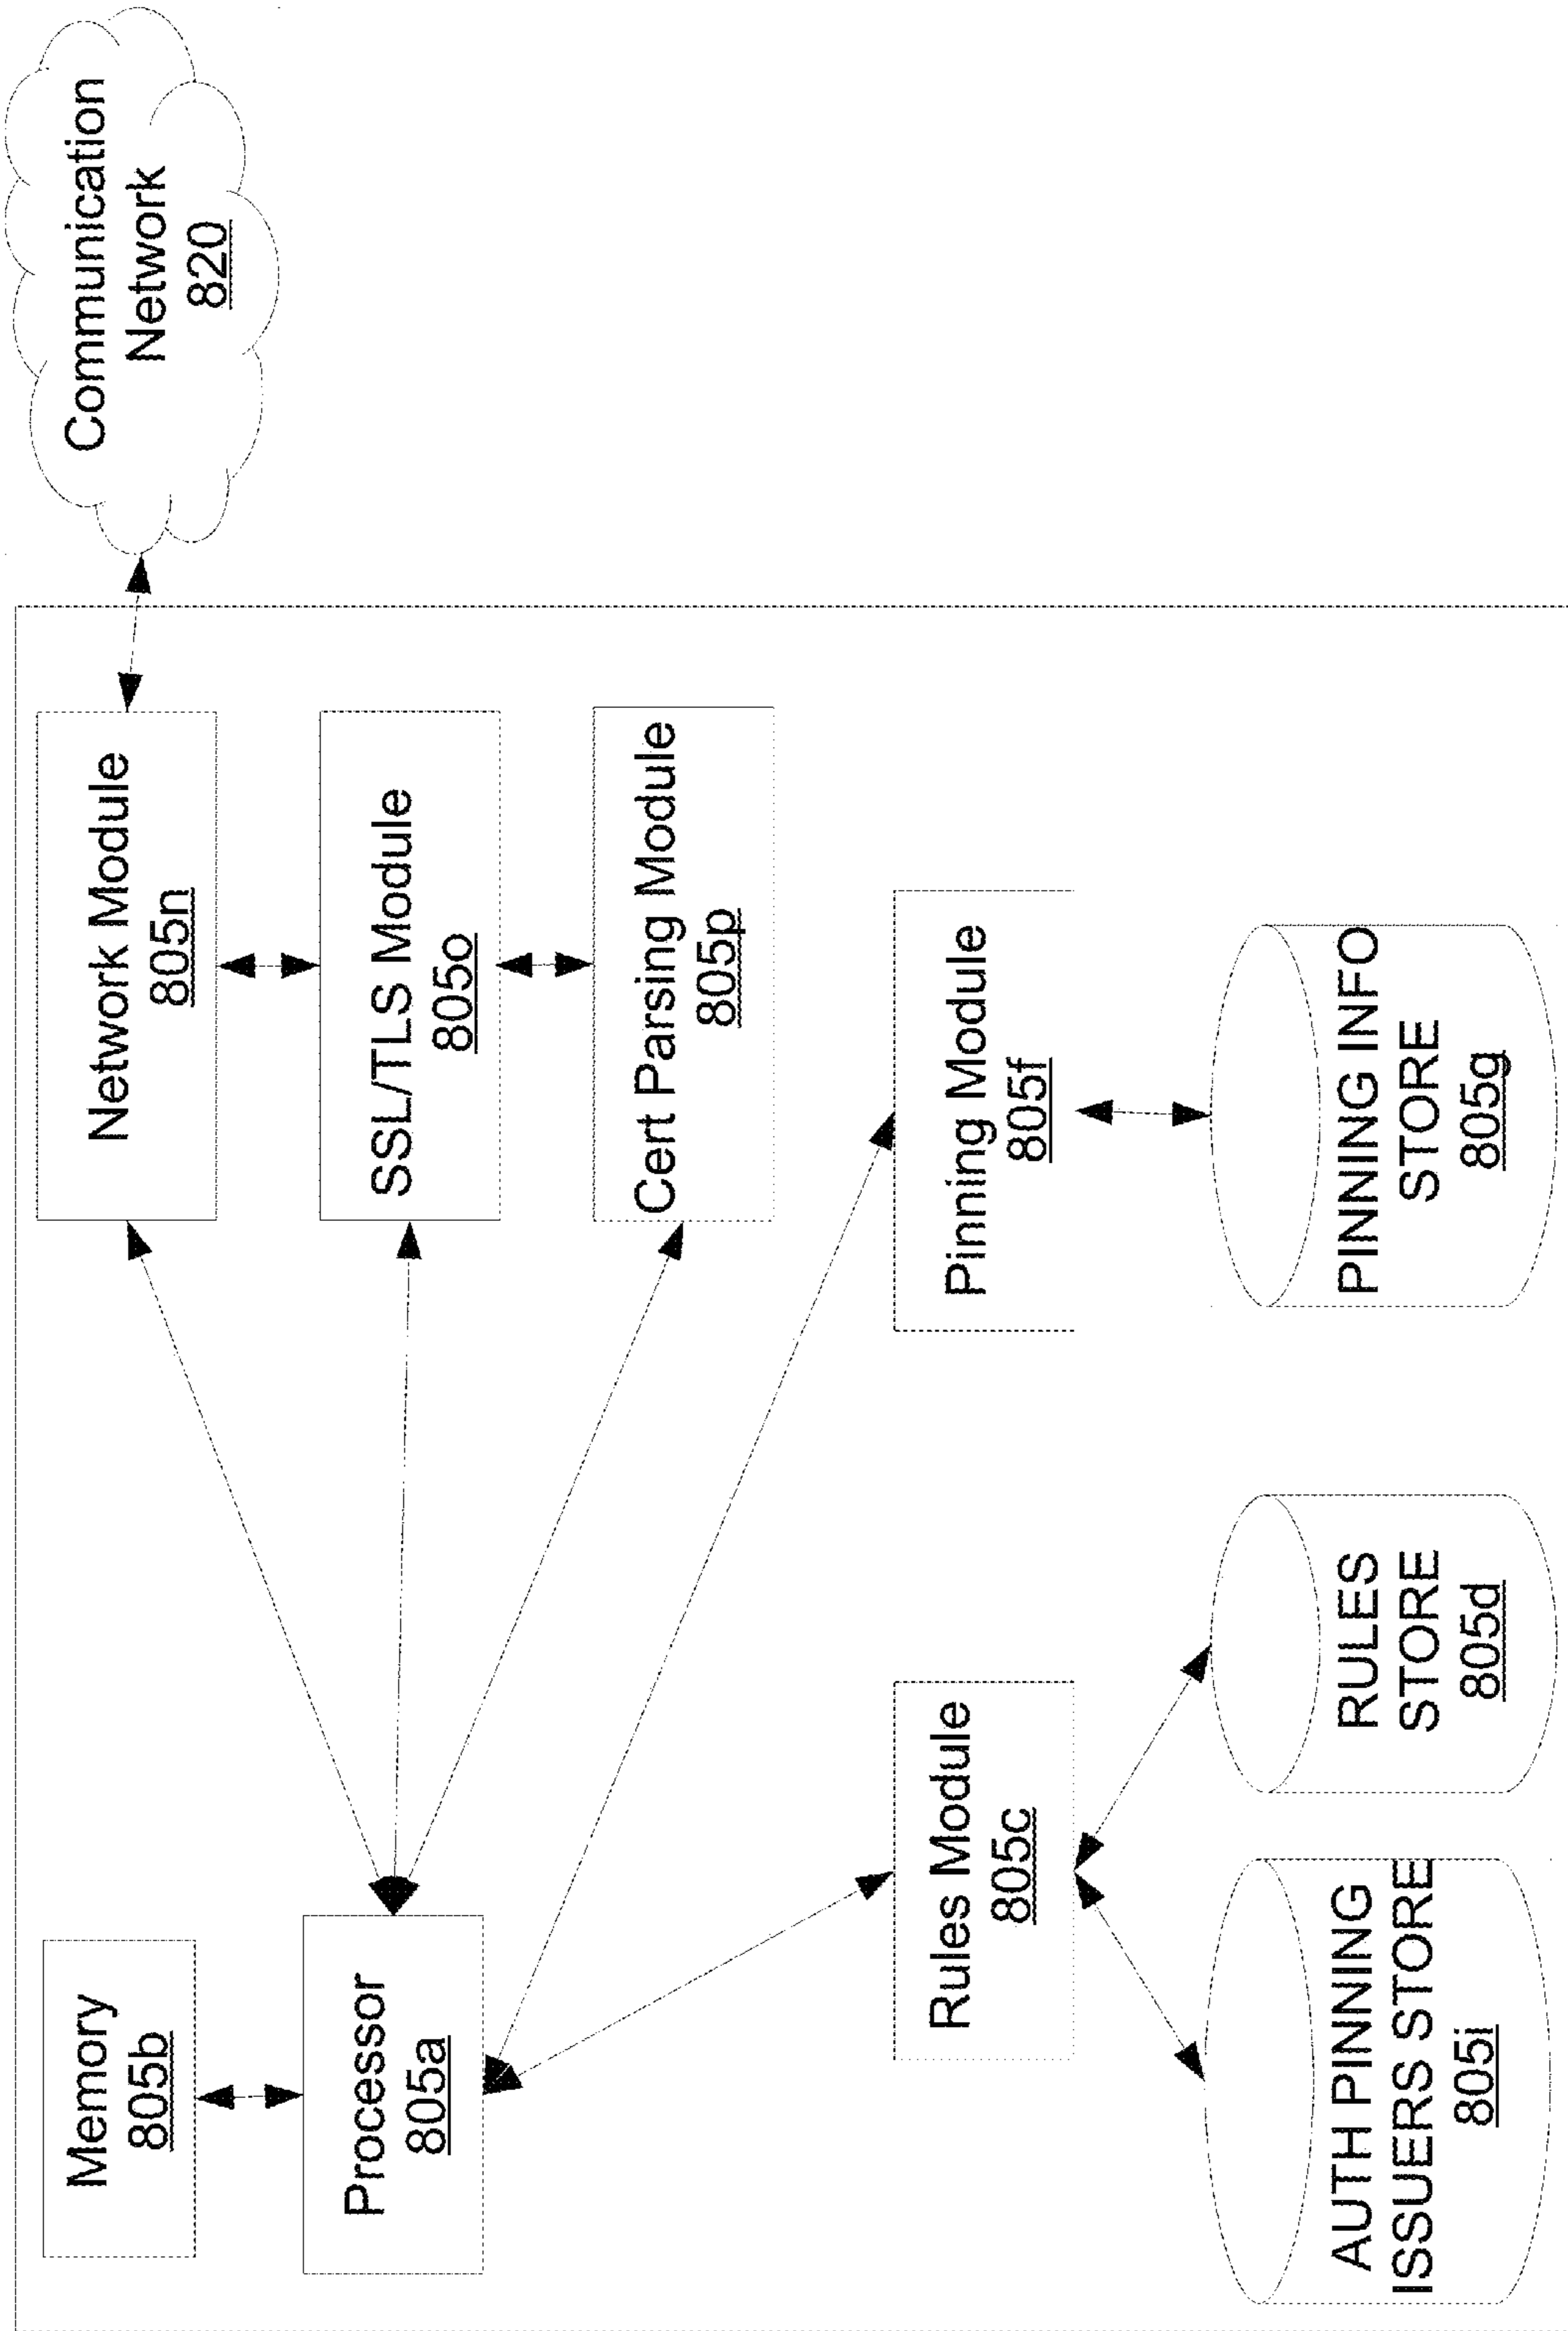 Communication
Network
820
Memory
805b
Network Module
805n
Processor
805a
SSL/TLS Module
805o
Cert Parsing Module
805p
Rules Module
805c
Pinning Module
805f
AUTH PINNING
ISSUERS STORE
805i
RULES
STORE
805d
PINNING INFO
STORE
805g